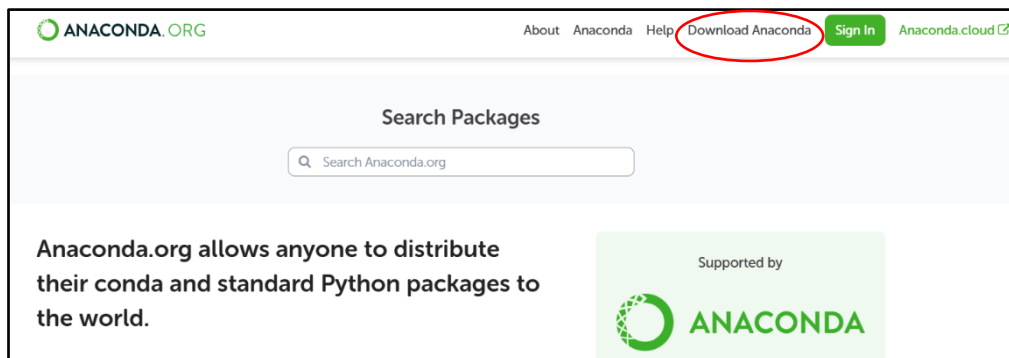 ANACONDA.ORG
About Anaconda Help Download Anaconda Sign In Anaconda.cloud
Search Packages
Search Anaconda.org
Anaconda.org allows anyone to distribute
their conda and standard Python packages to
the world.
Supported by
ANACONDA